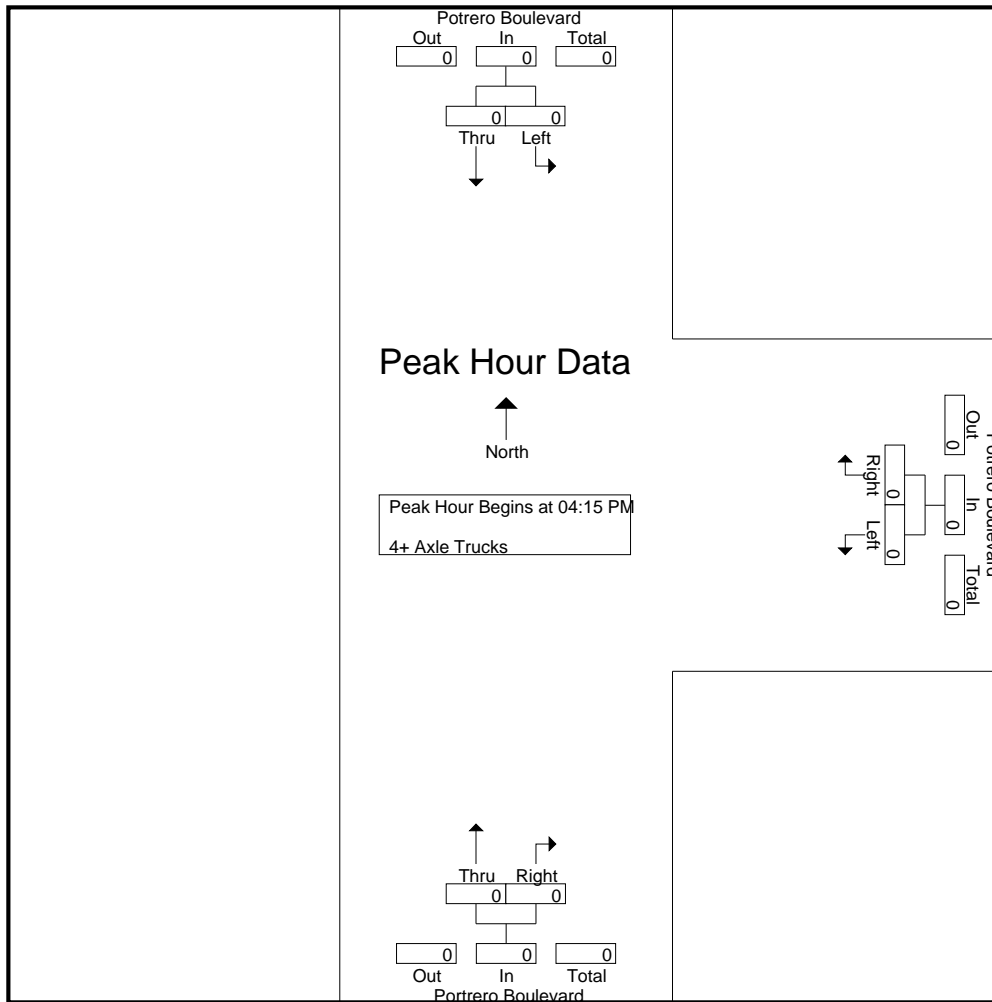 Potrero Boulevard
Out In Total
0 0 0
0 0
Thru Left
Peak Hour Data
North
Peak Hour Begins at 04:15 PM
4+ Axle Trucks
Potrero Boulevard
Out In Total
0 0 0
0 0
Right Left
Thru Right
0 0
0 0 0
Out In Total
Portrero Boulevard